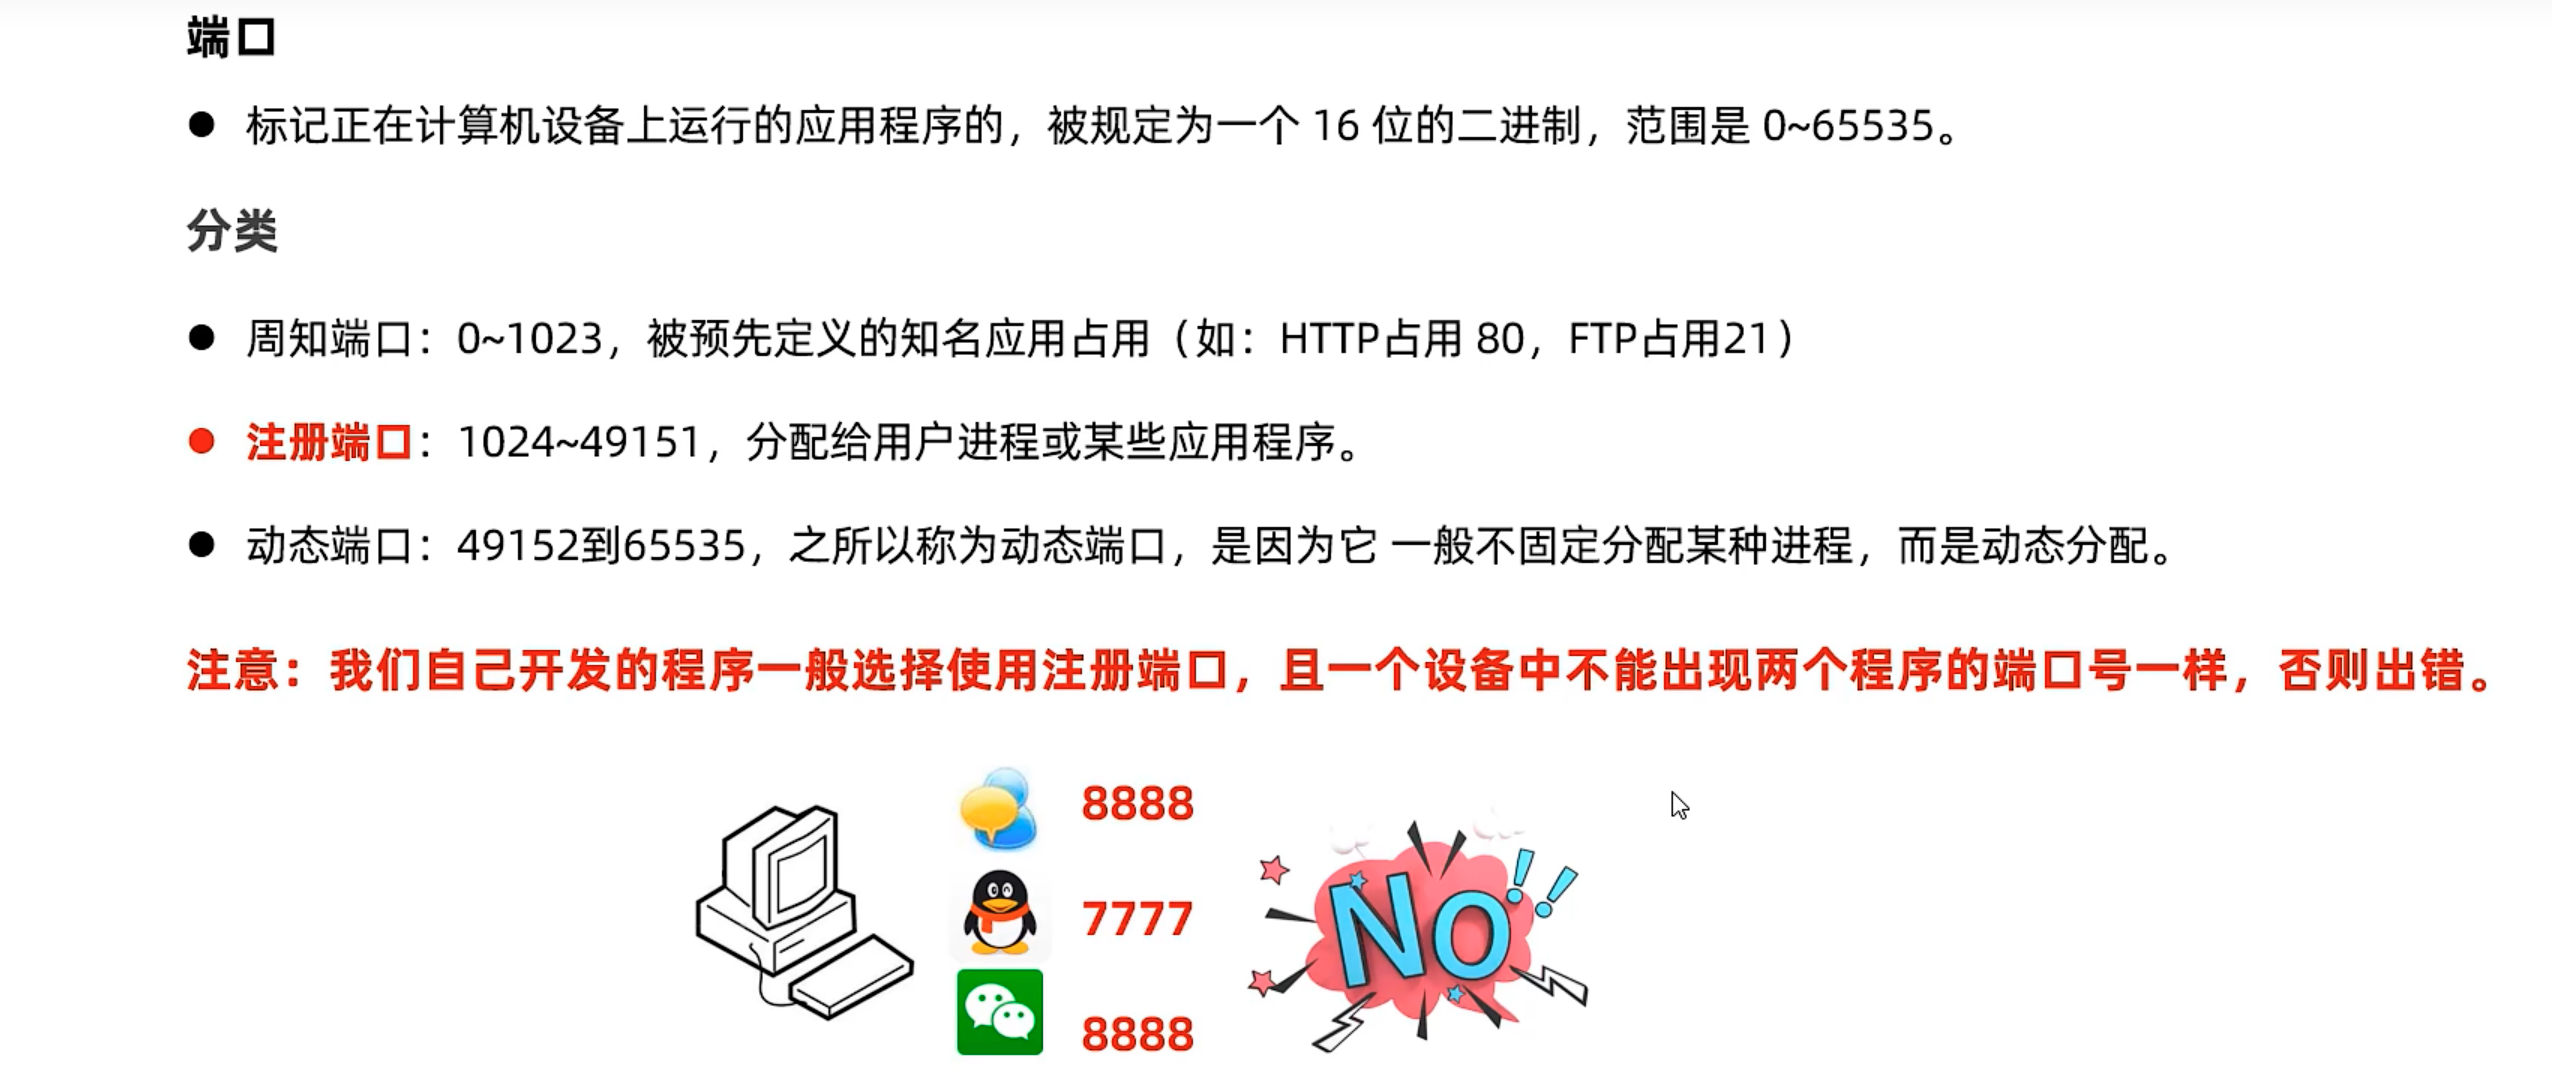 端口
标记正在计算机设备上运行的应用程序的，被规定为一个 16 位的二进制，范围是 0~65535。
分类
周知端口：0~1023，被预先定义的知名应用占用（如：HTTP占用 80，FTP占用21）
注册端口：1024~49151，分配给用户进程或某些应用程序。
动态端口：49152到65535，之所以称为动态端口，是因为它 一般不固定分配某种进程，而是动态分配。
注意：我们自己开发的程序一般选择使用注册端口，且一个设备中不能出现两个程序的端口号一样，否则出错。
8888
7777
8888
No!!